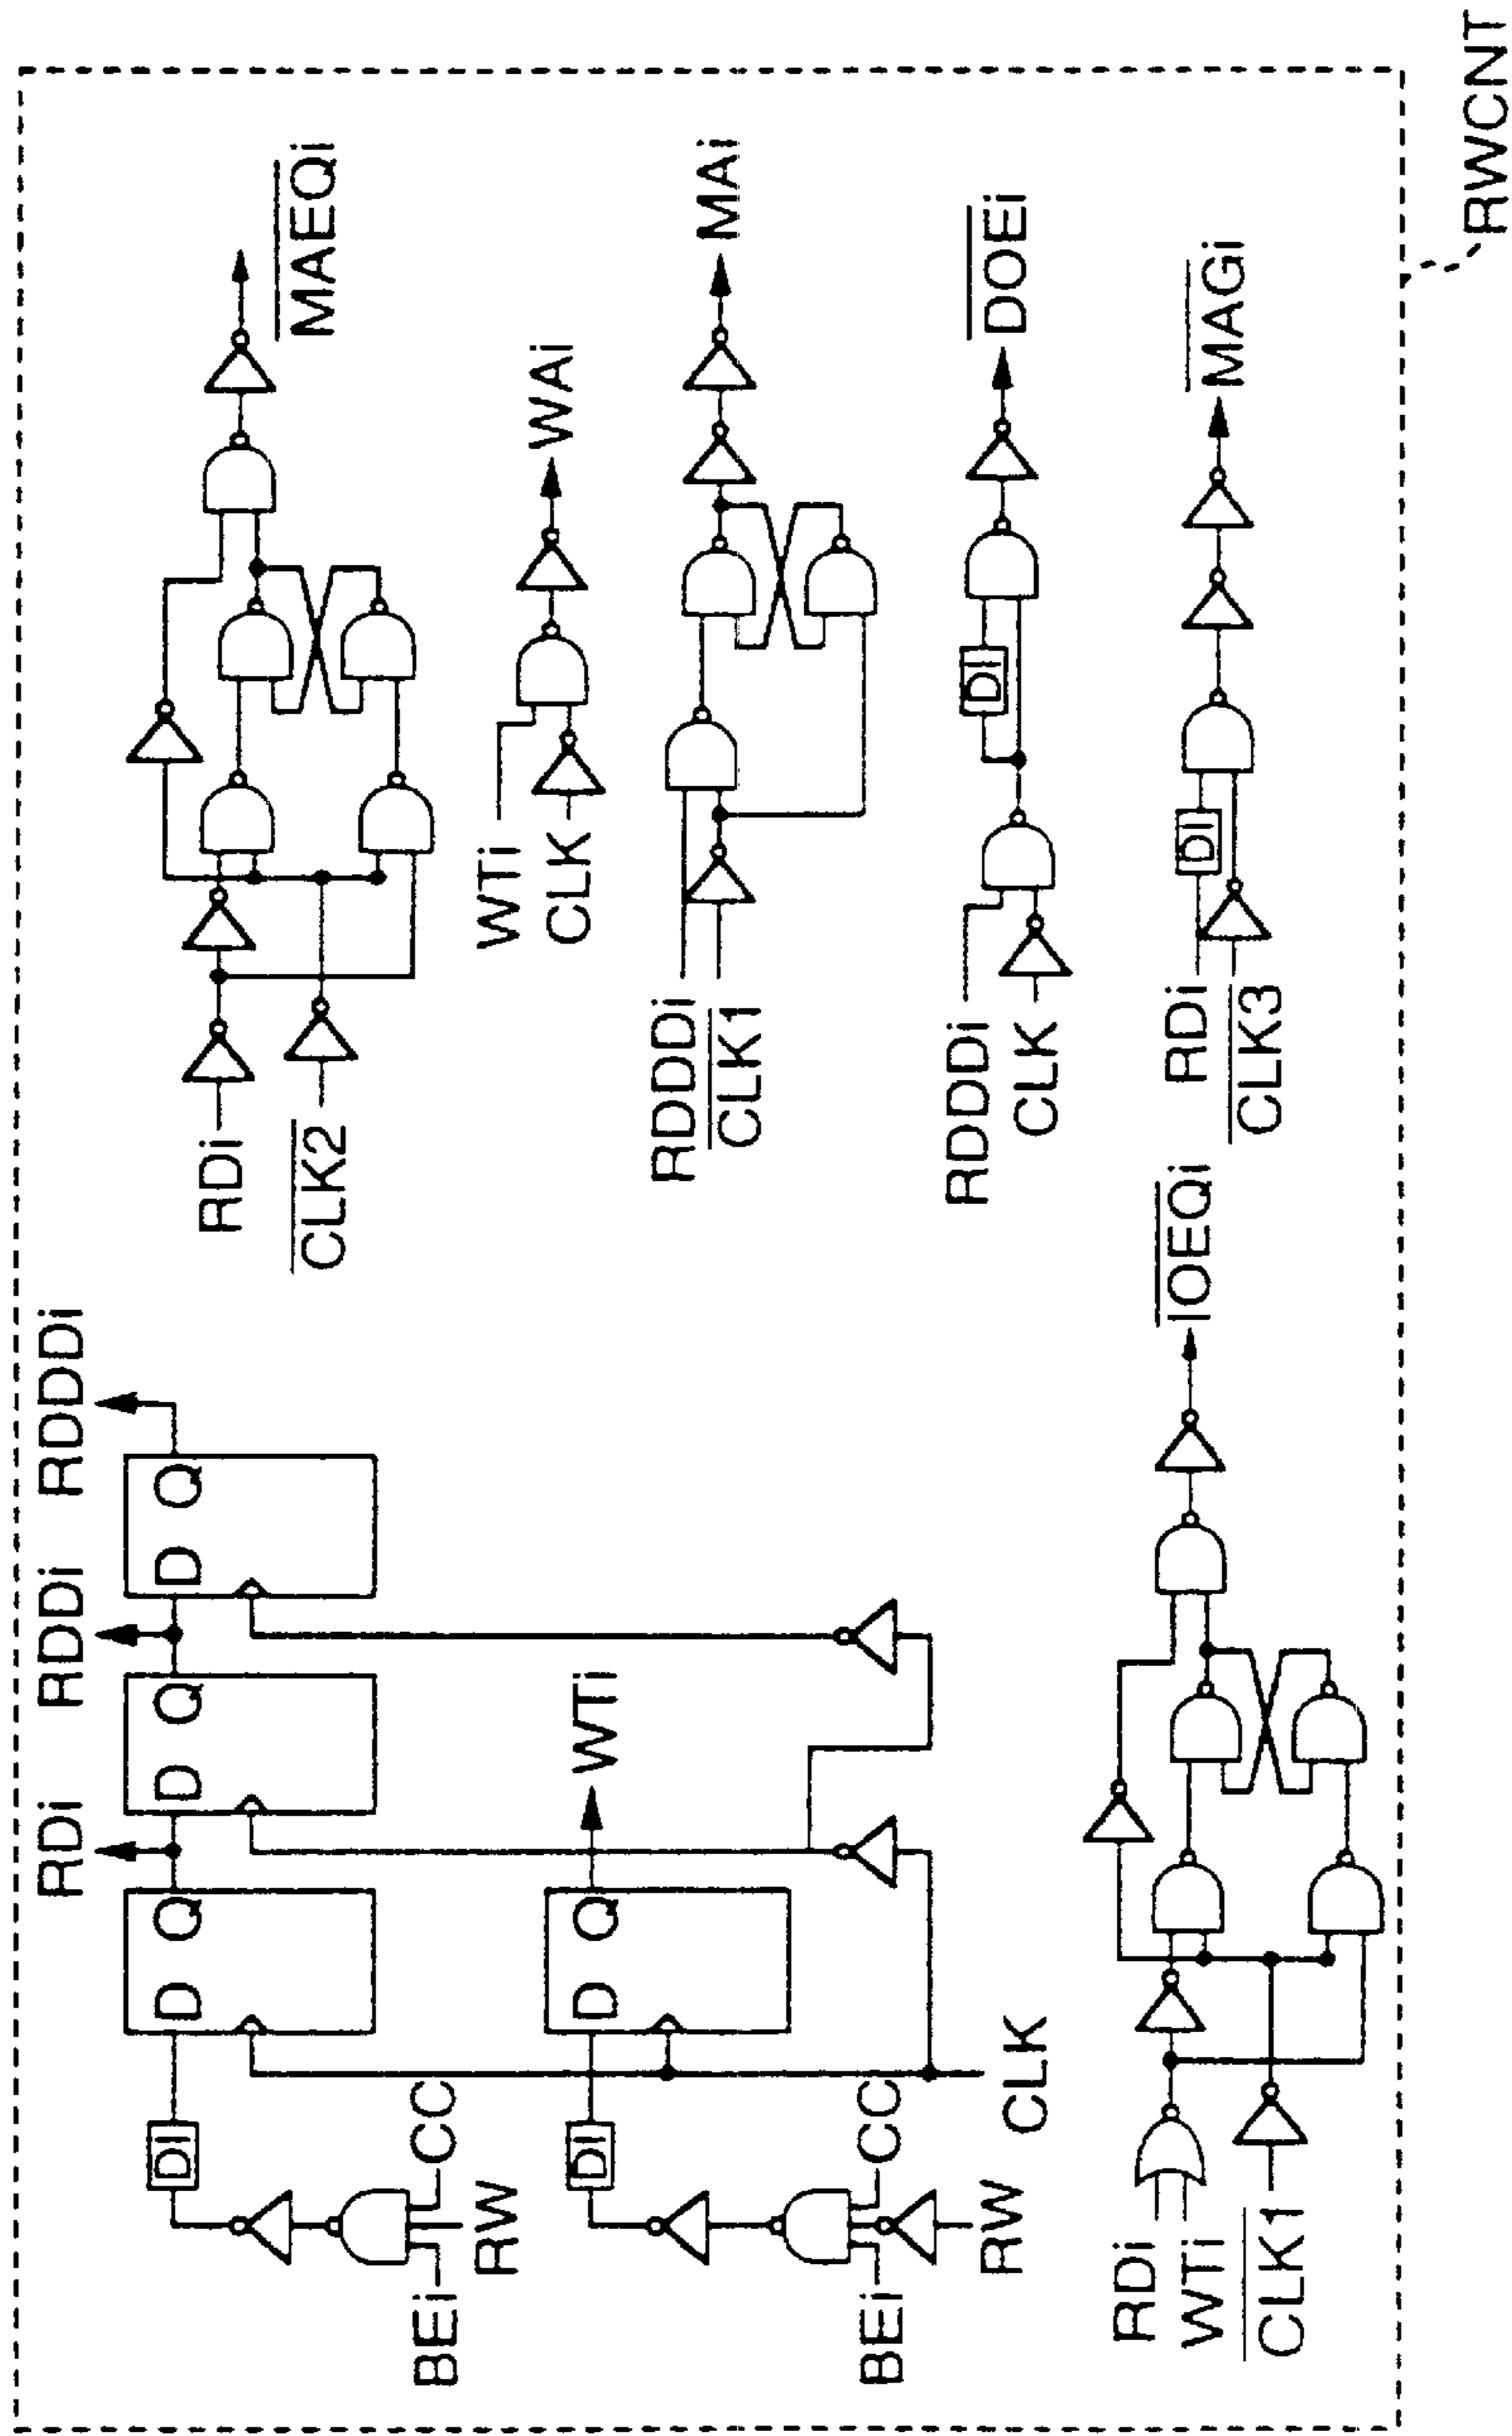 RDi
RDDi
RDDDi
DI
D Q
D Q
D Q
BEi
CC
RW
WTi
DI
D Q
BEi
CC
RW
CLK
RDi
WTi
CLK1
IOEQi
RDi
CLK2
MAEQi
WTi
CLK
WAi
RDDDi
CLK1
MAi
RDDDi
CLK
DI
DOEi
RDi
CLK3
DI
MAGi
RWCNT